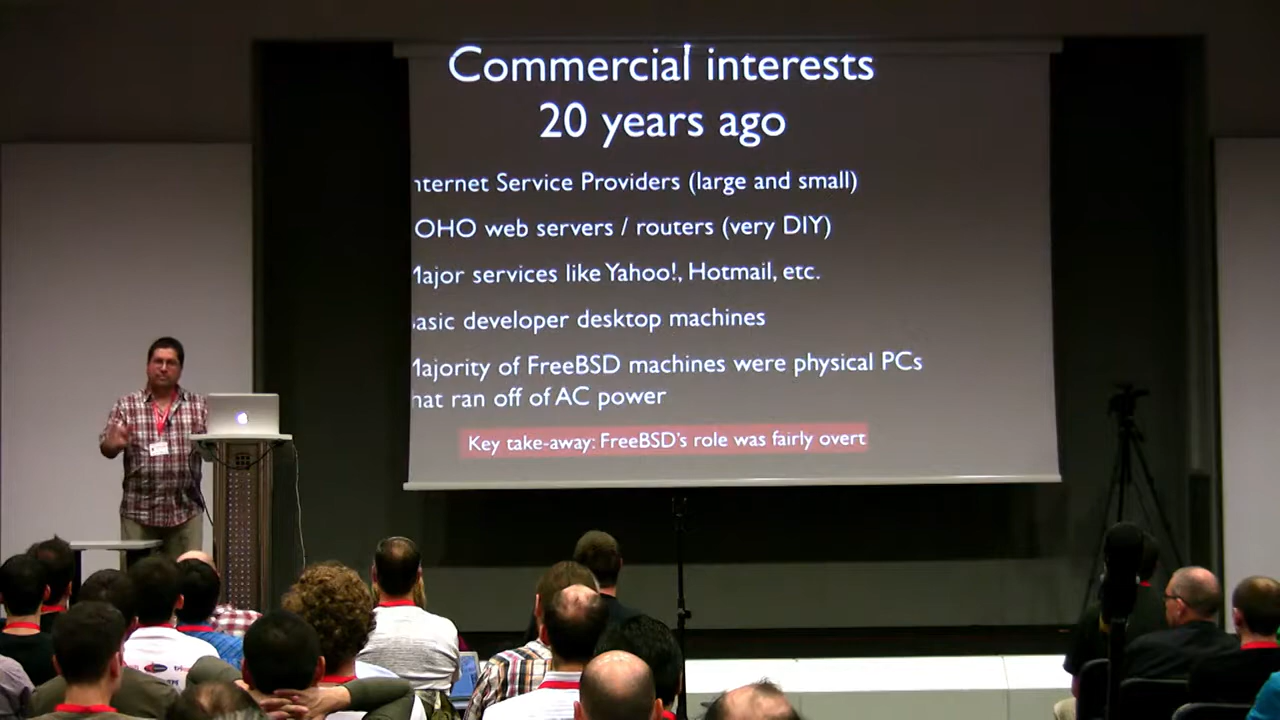 Commercial interests
20 years ago
nternet Service Providers (large and small)
OHO web servers / routers (very DIY)
ajor services like Yahoo!, Hotmail, etc.
asic developer desktop machines
ajority of FreeBSD machines were physical PCs
hat ran off of AC power
Key take-away: FreeBSD's role was fairly overt